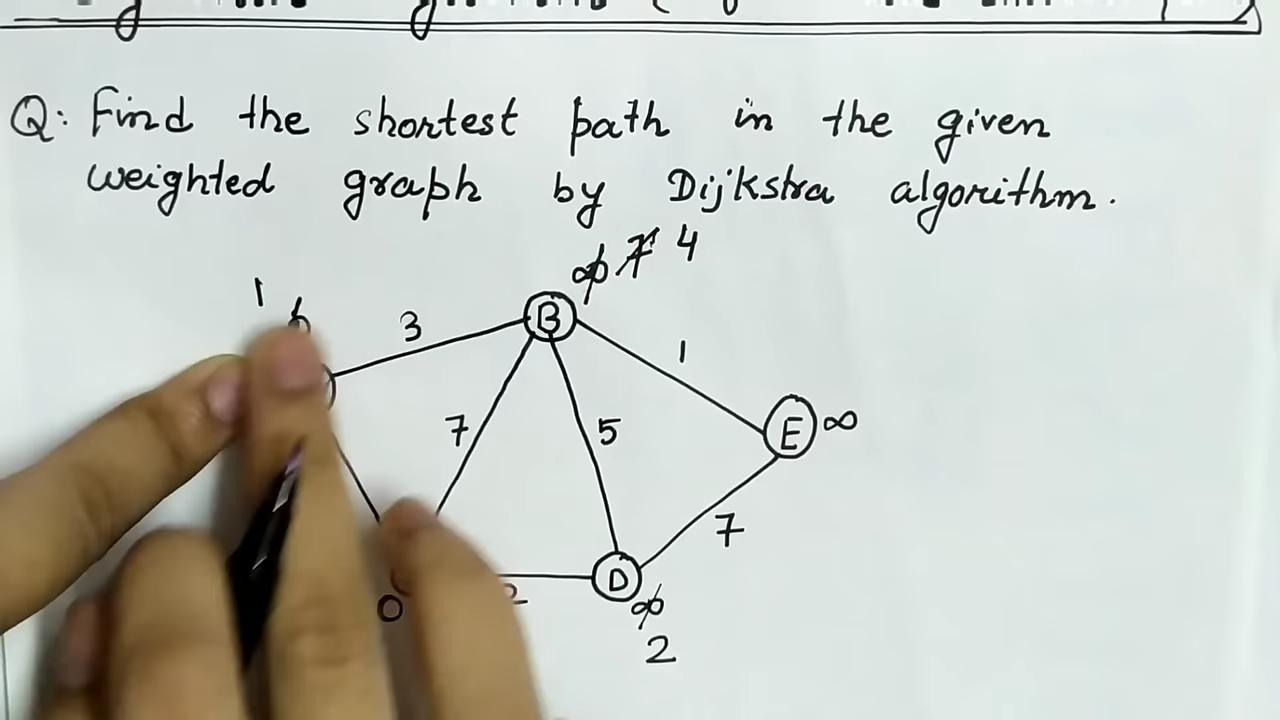 Q: Find the shortest path in the given
weighted graph by Dijkstra algorithm.
∞ 7 4
1
3 B
1
7 5 E ∞
7
D
0 2 ∞
2